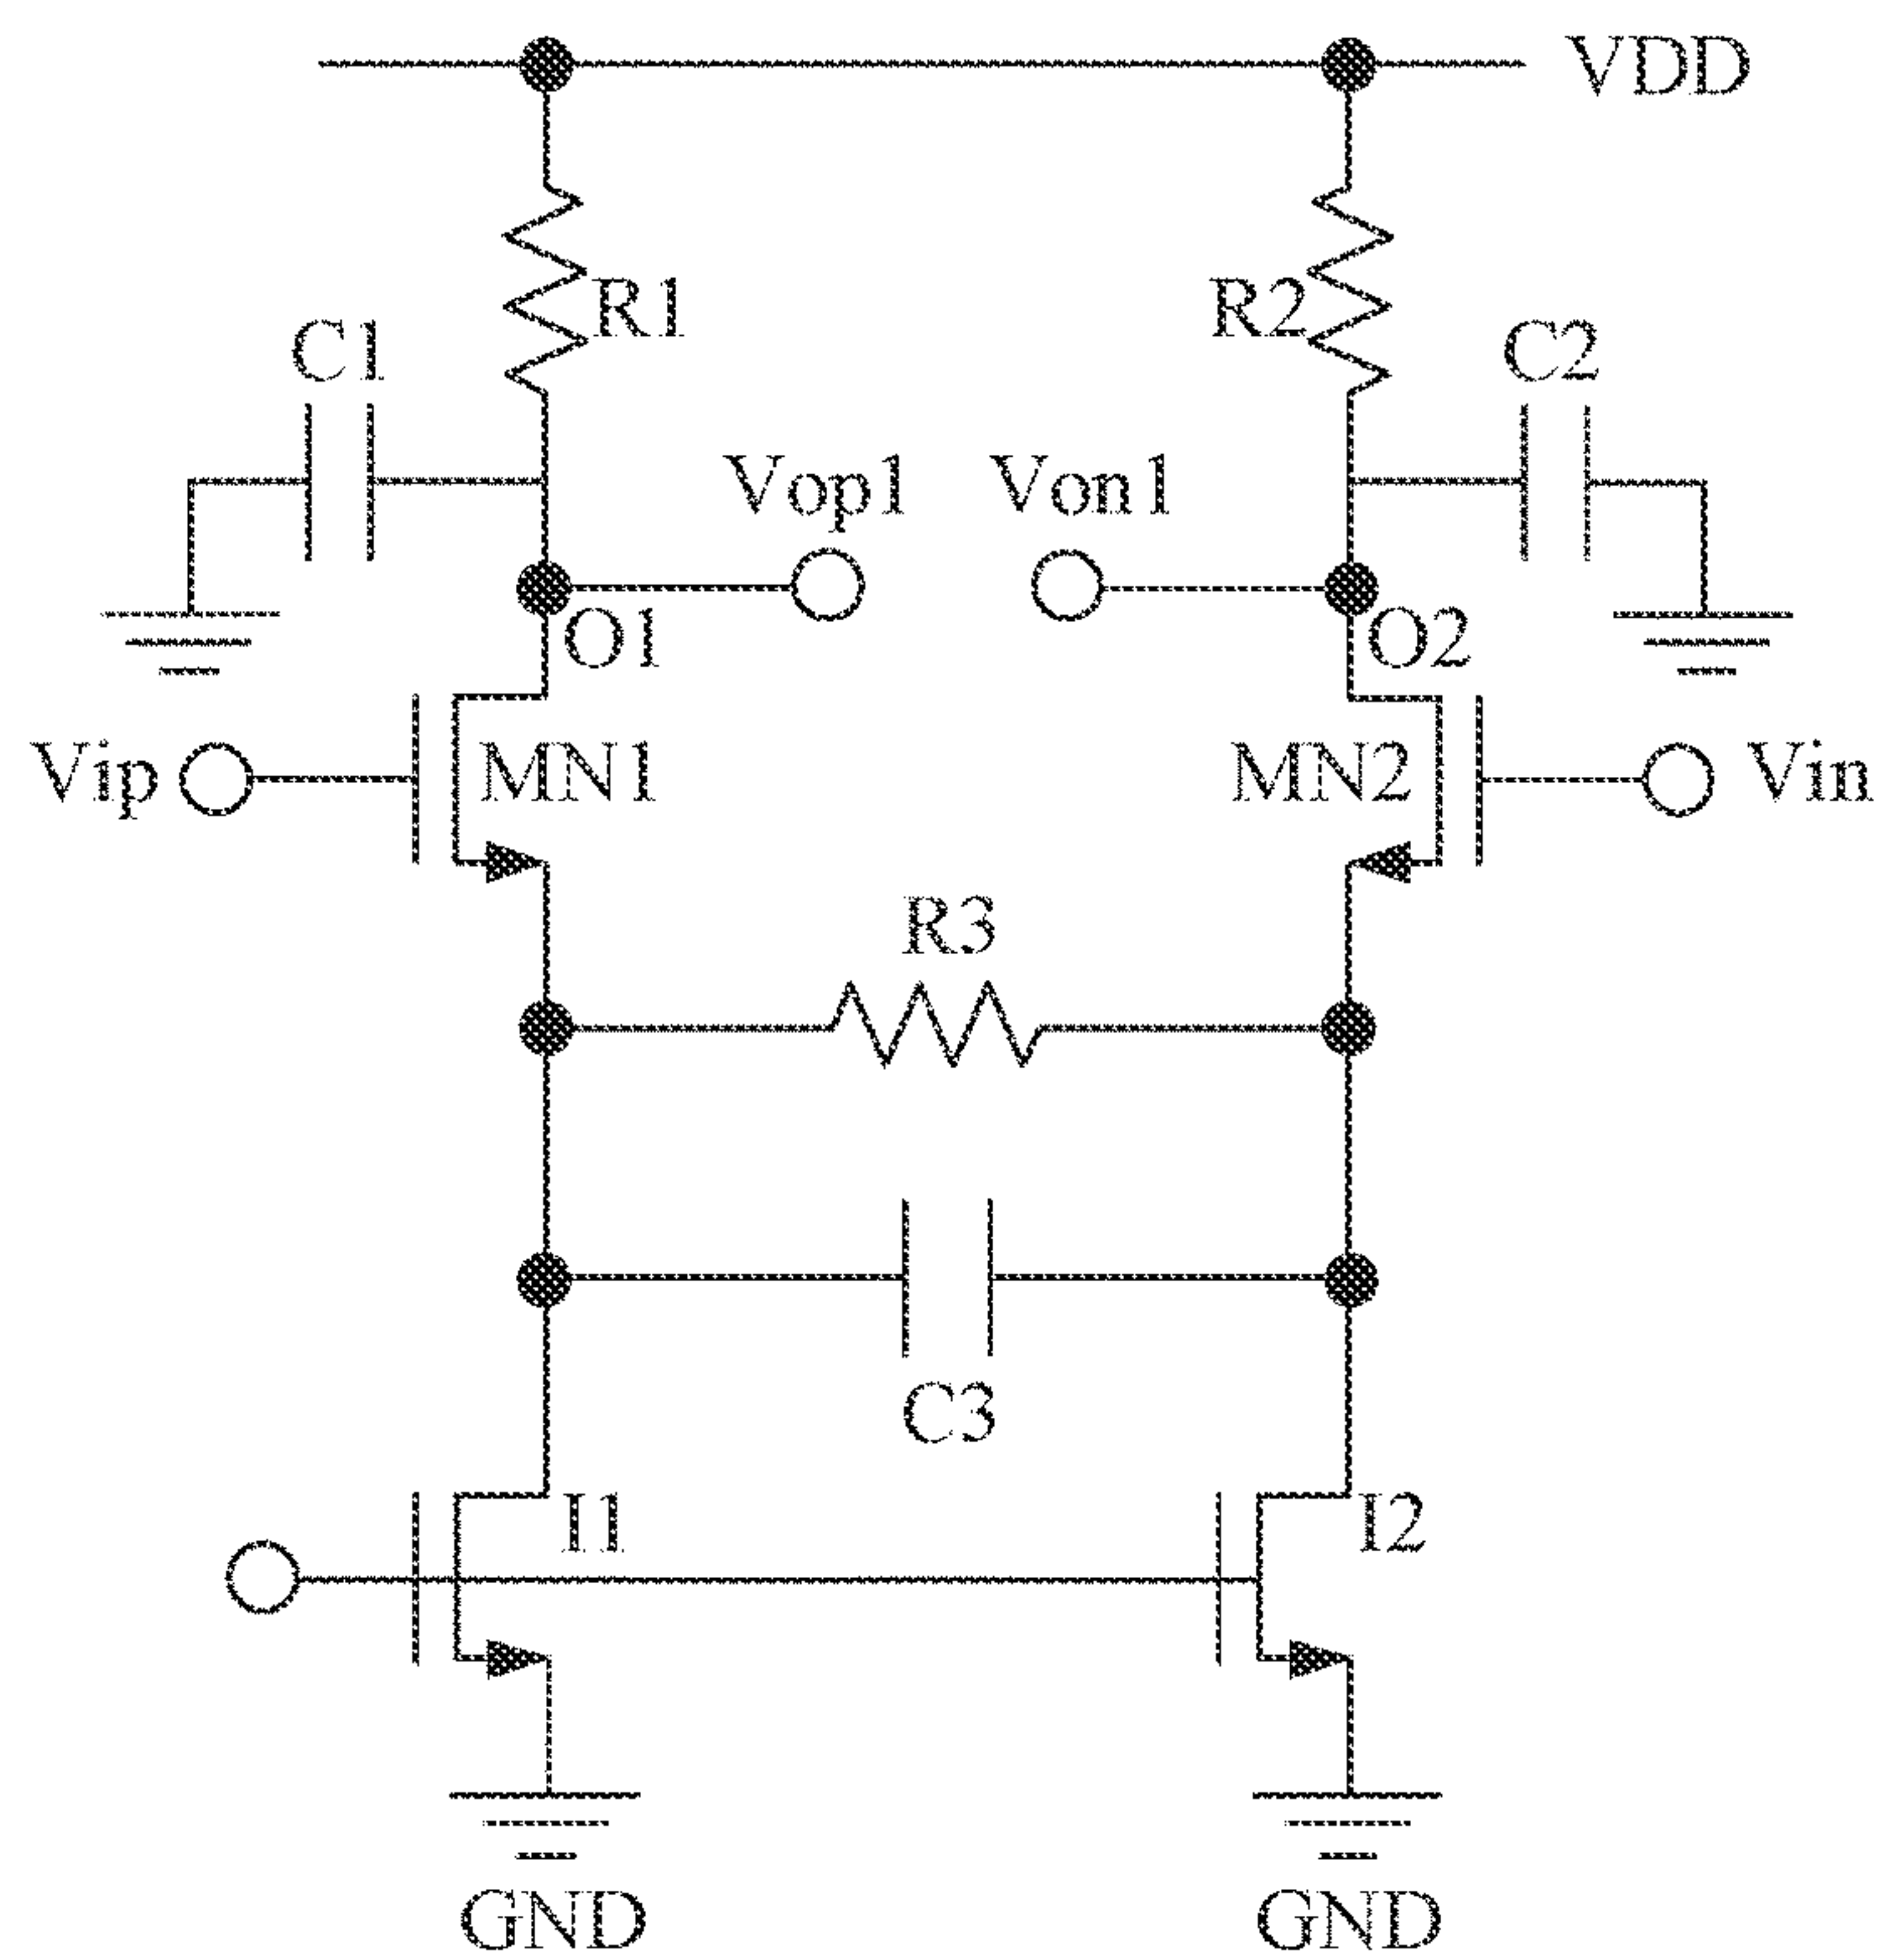 VDD
R1
R2
C1
C2
Vop1
Von1
O1
O2
Vip
MN1
MN2
Vin
R3
C3
I1
I2
GND
GND